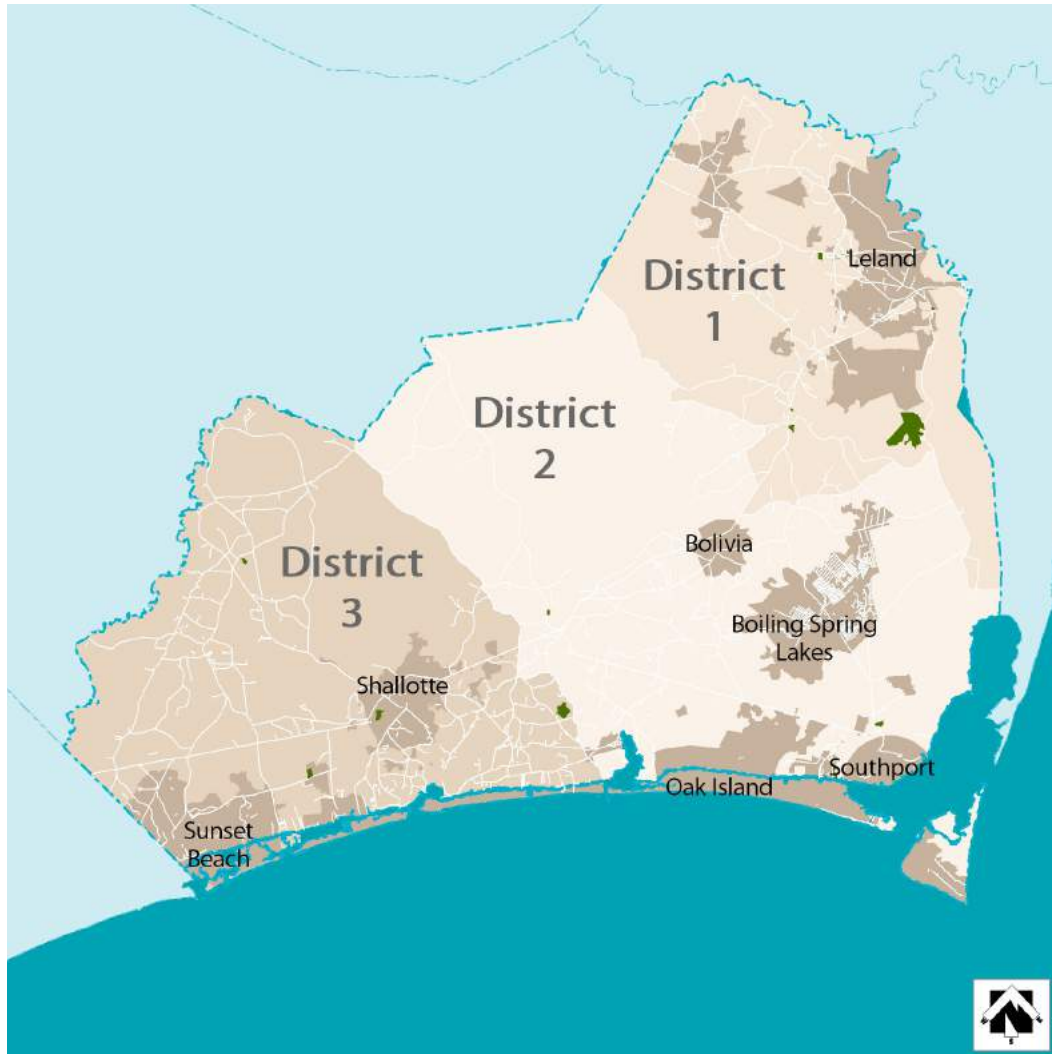 District
1
Leland
District
2
Bolivia
District
3
Boiling Spring
Lakes
Shallotte
Southport
Oak Island
Sunset
Beach